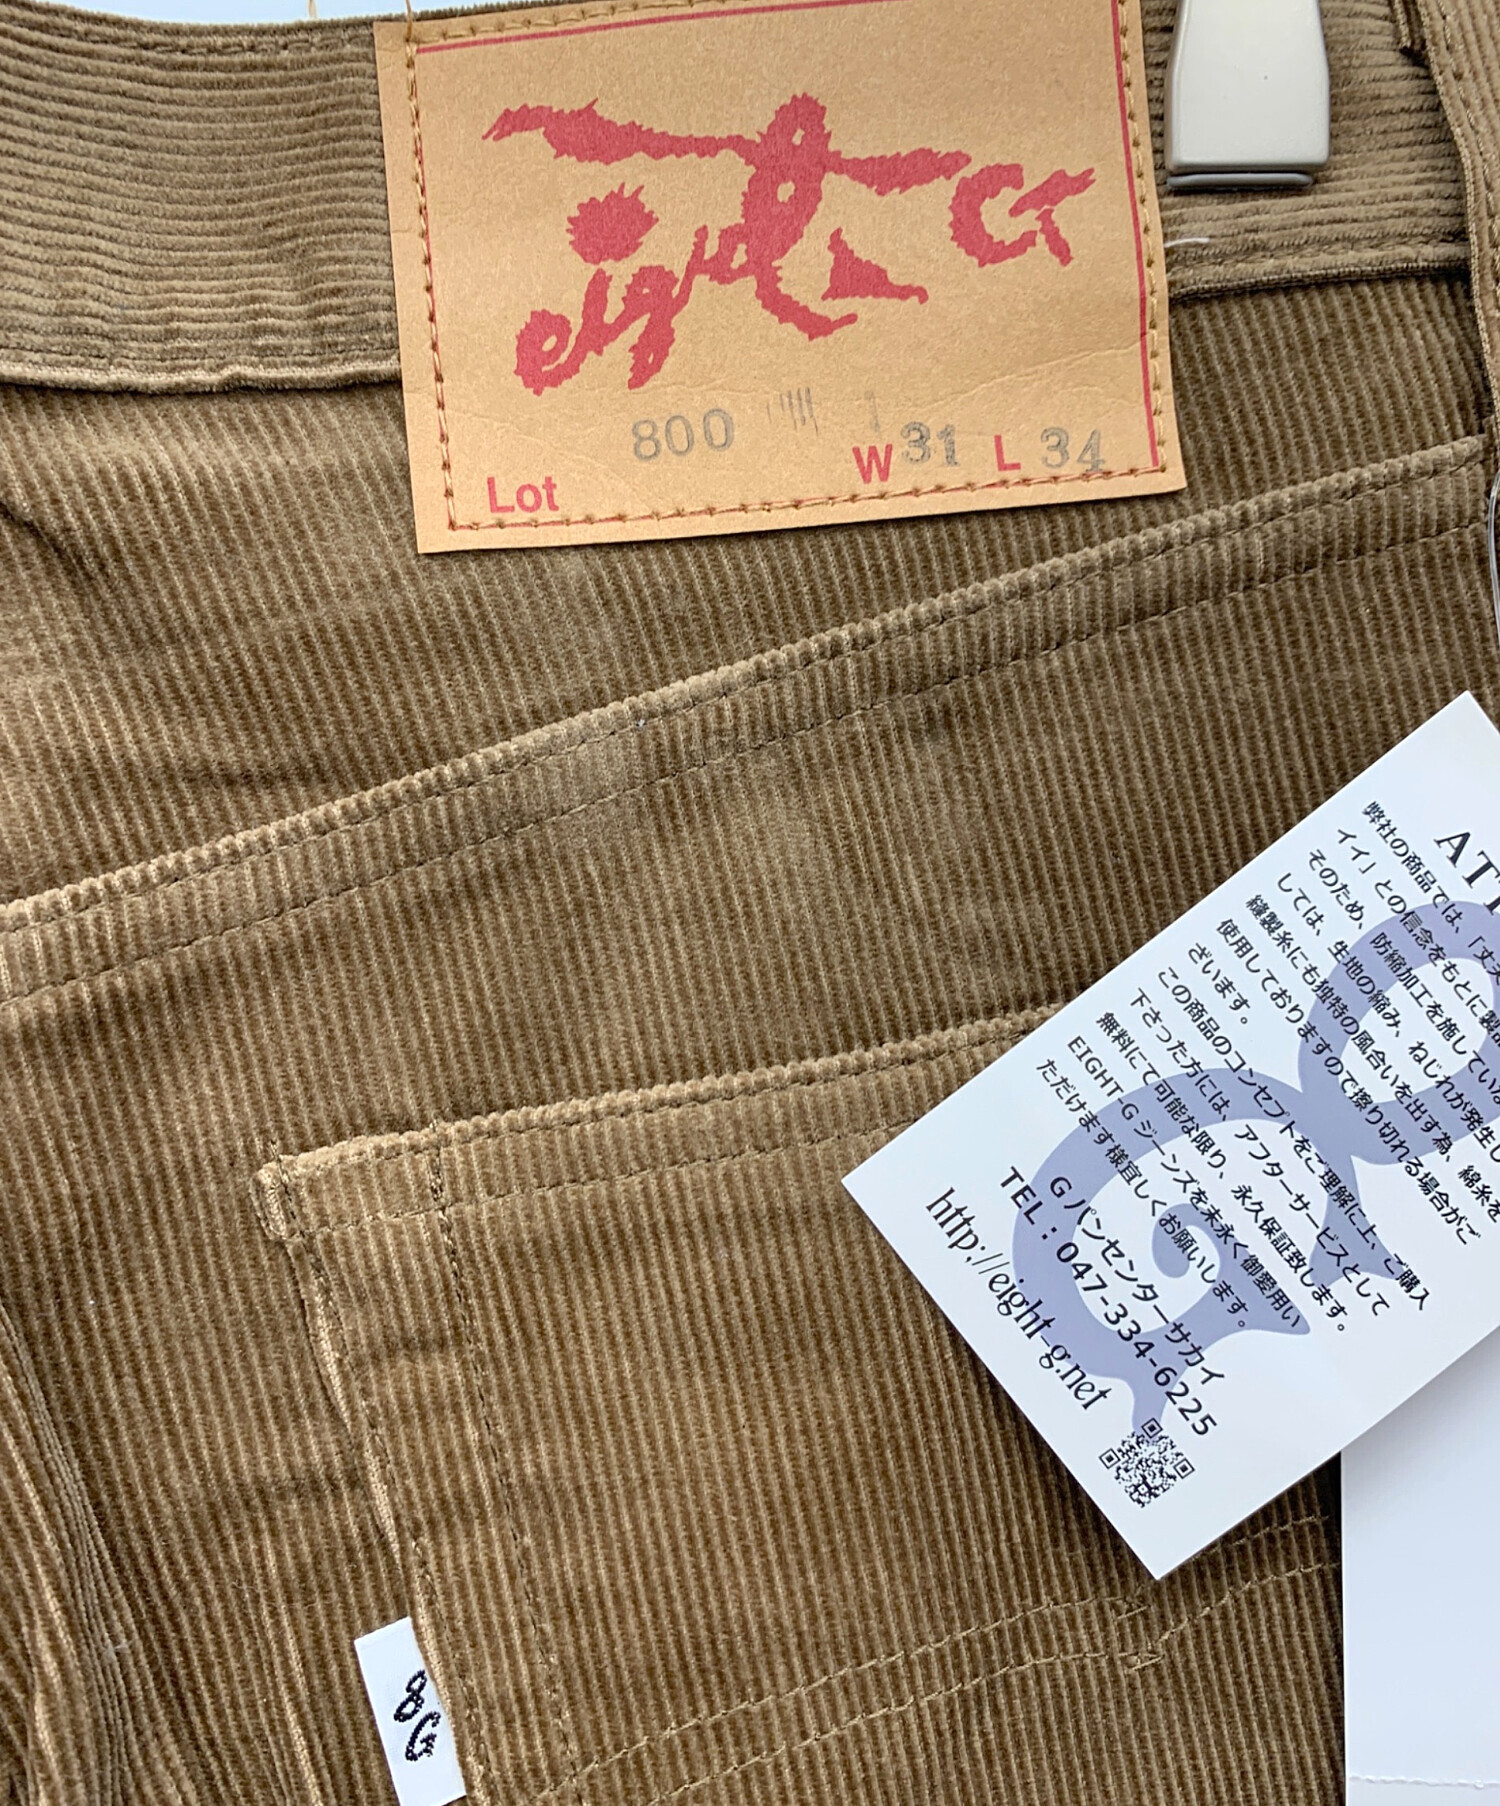 eight G
800
W 31 L 34
Lot
ATT
弊社の商品では、「丈夫
イイ」との信念をもとに製品
そのため、防縮加工を施していな
しては、生地の縮み、ねじれが発生し
縫製糸にも独特の風合いを出す為、綿糸を
使用しておりますので擦り切れる場合がご
ざいます。
この商品のコンセプトをご理解に上、ご購入
下さった方には、アフターサービスとして
無料にて可能な限り、永久保証致します。
EIGHT-G ジーンズを末永く御愛用い
ただけます様宜しくお願いします。
G パンセンターサカイ
TEL：047-334-6225
http://eight-g.net
8G